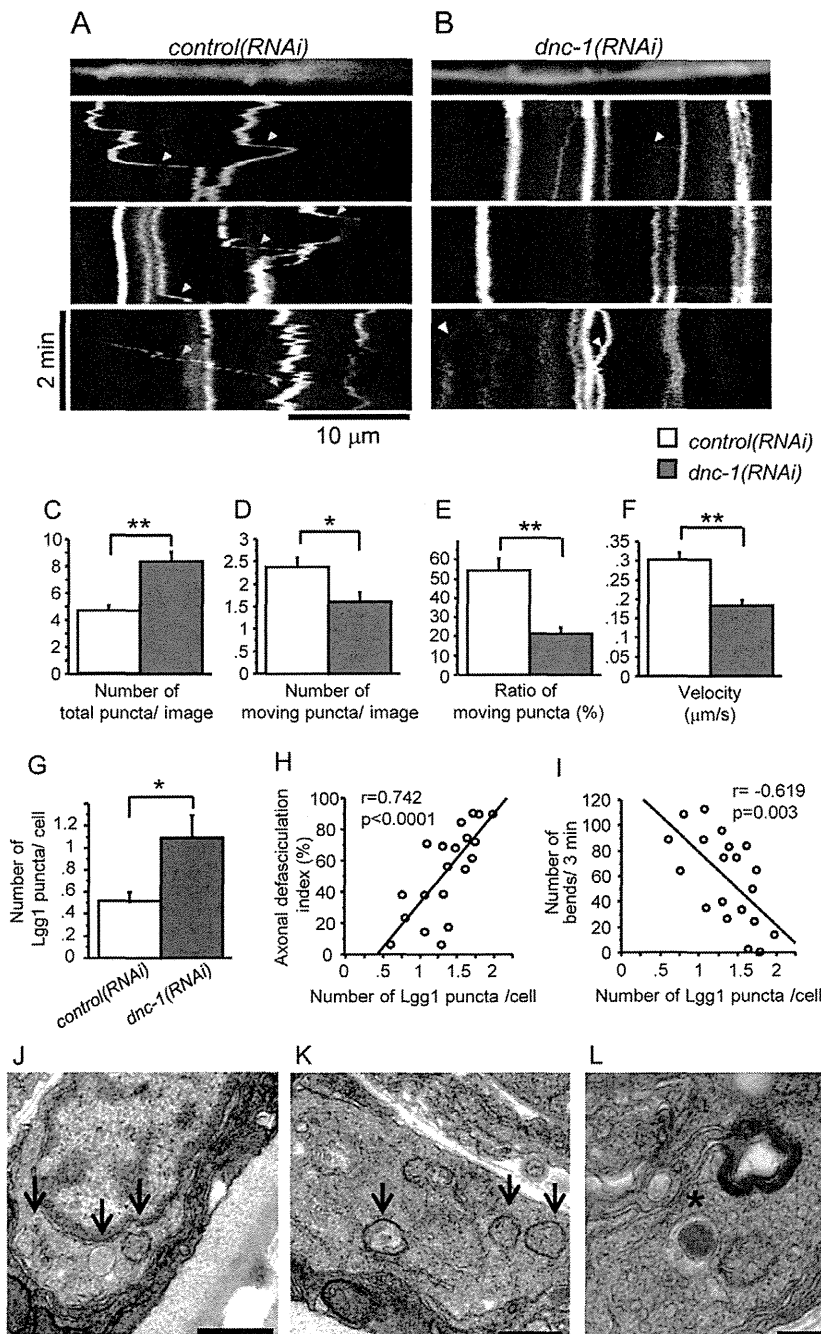 A
B
control(RNAi)
dnc-1(RNAi)
2 min
10 μm
control(RNAi)
dnc-1(RNAi)
C
**
10
8
6
4
2
0
Number of
total puncta/ image
D
*
2.5
2
1.5
1
.5
0
Number of
moving puncta/ image
E
**
60
50
40
30
20
10
0
Ratio of
moving puncta (%)
F
**
.35
.3
.25
.2
.15
.1
.05
0
Velocity
(μm/s)
G
*
1.2
1
.8
.6
.4
.2
0
Number of
Lgg1 puncta/ cell
control(RNAi)
dnc-1(RNAi)
H
r=0.742
p<0.0001
100
80
60
40
20
0
Axonal defasciculation
index (%)
0 .5 1 1.5 2
Number of Lgg1 puncta /cell
I
r= -0.619
p=0.003
120
100
80
60
40
20
0
Number of
bends/ 3 min
0 .5 1 1.5 2
Number of Lgg1 puncta /cell
J
K
L
*